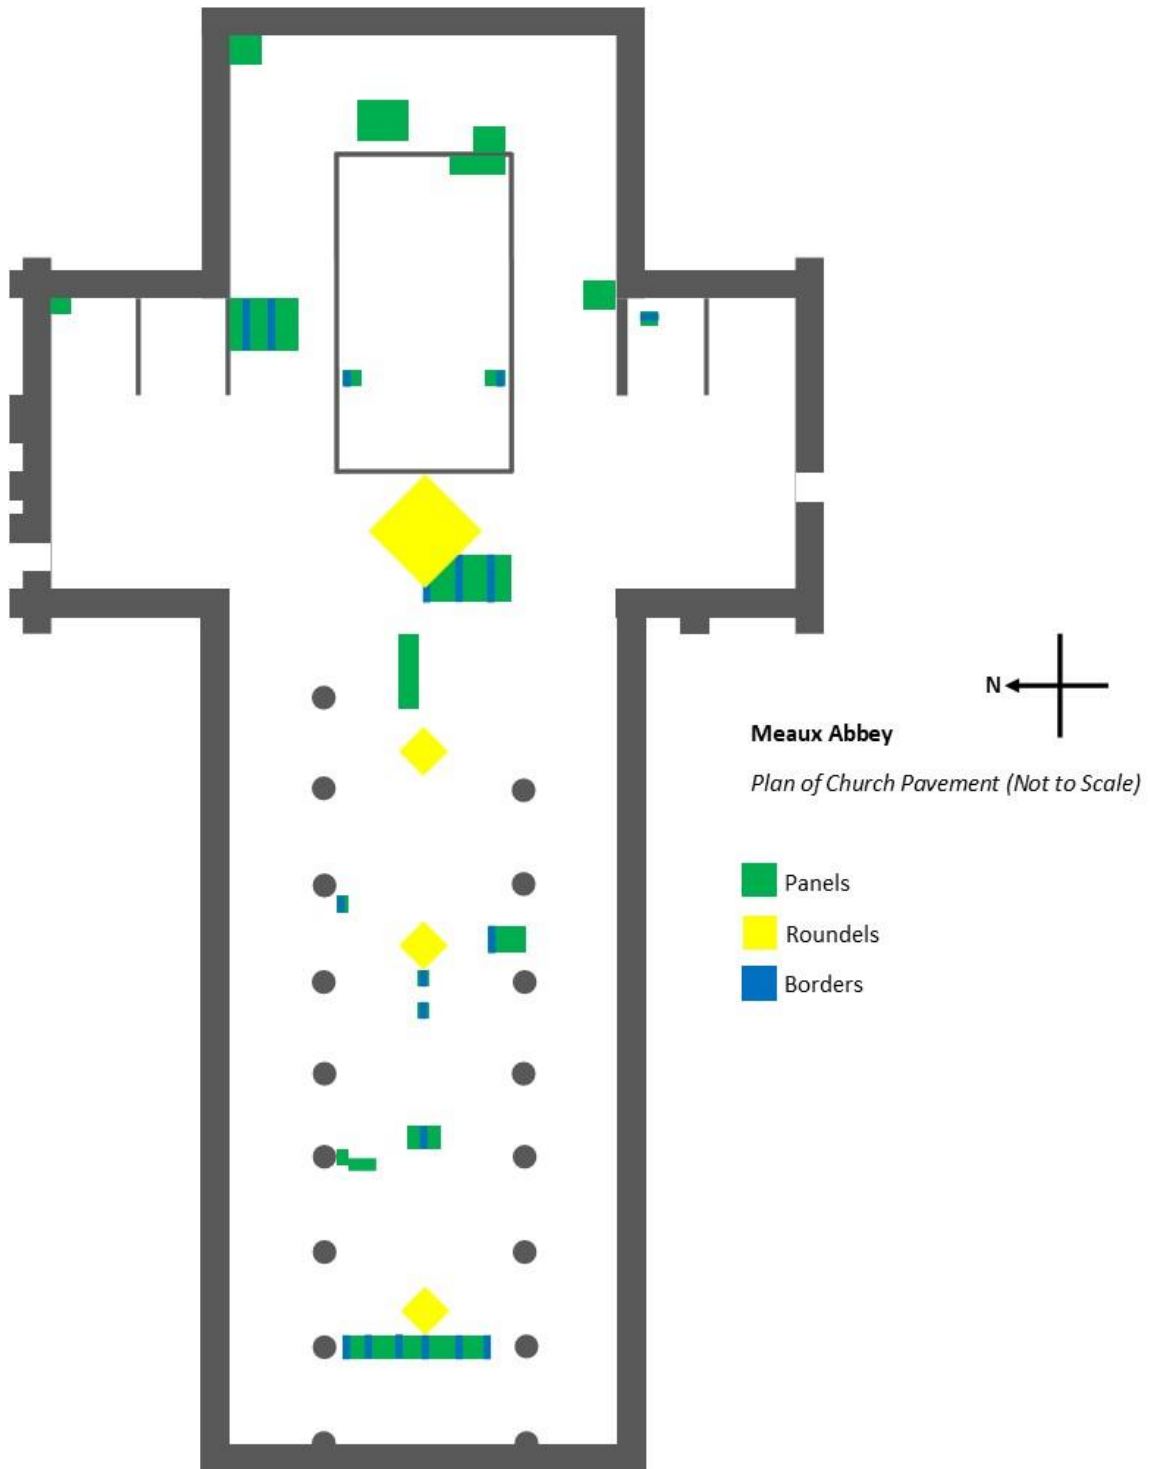 N
Meaux Abbey
Plan of Church Pavement (Not to Scale)
Panels
Roundels
Borders